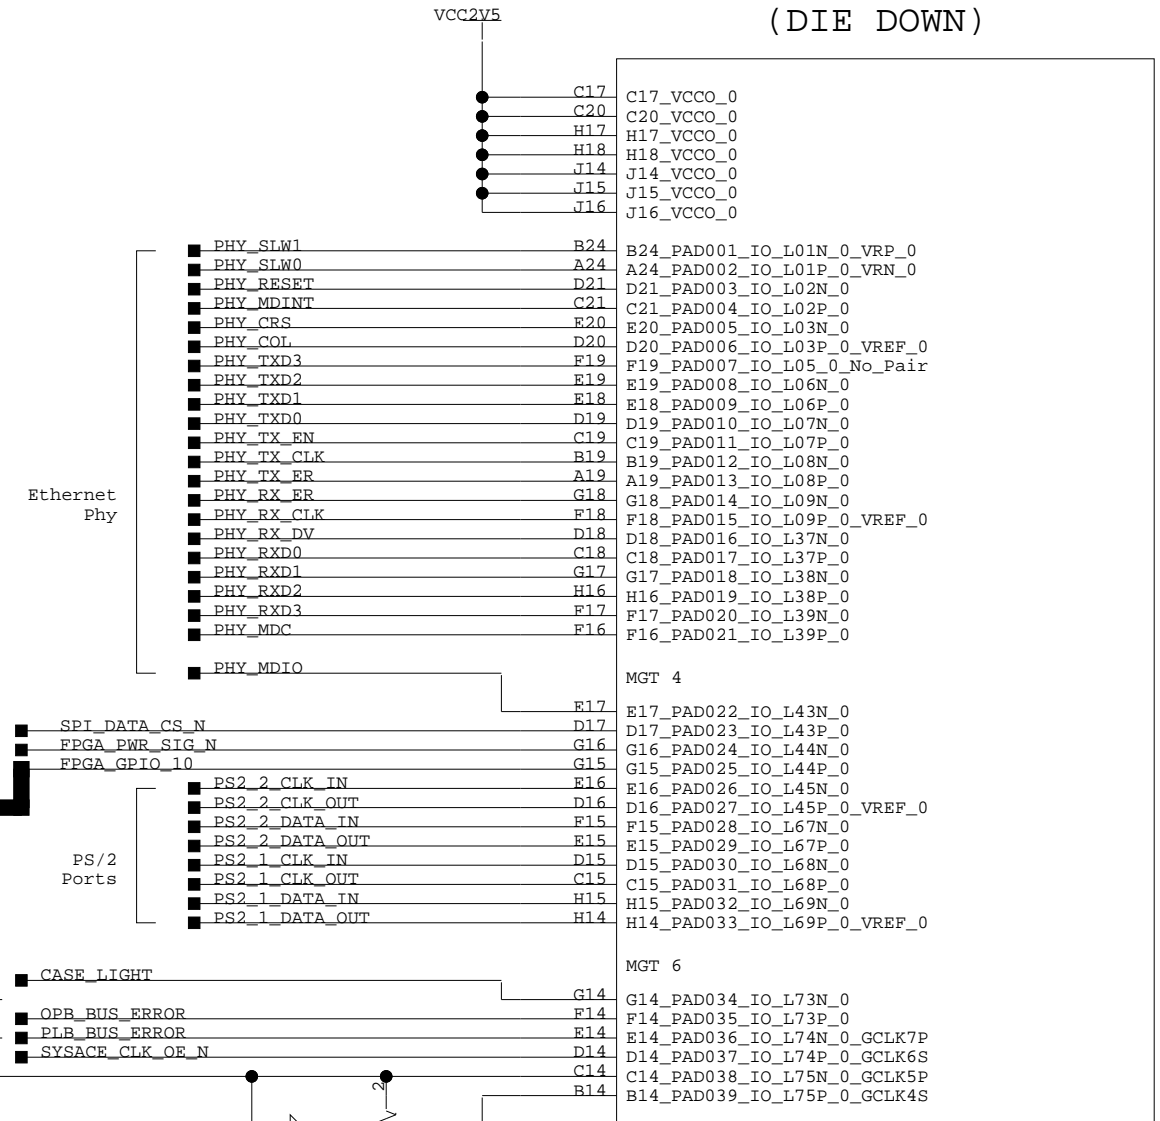 VCC2V5
(DIE DOWN)
C17 C17_VCCO_0
C20 C20_VCCO_0
H17 H17_VCCO_0
H18 H18_VCCO_0
J14 J14_VCCO_0
J15 J15_VCCO_0
J16 J16_VCCO_0
PHY_SLW1 B24 B24_PAD001_IO_L01N_0_VRP_0
PHY_SLW0 A24 A24_PAD002_IO_L01P_0_VRN_0
PHY_RESET D21 D21_PAD003_IO_L02N_0
PHY_MDINT C21 C21_PAD004_IO_L02P_0
PHY_CRS E20 E20_PAD005_IO_L03N_0
PHY_COL D20 D20_PAD006_IO_L03P_0_VREF_0
PHY_TXD3 F19 F19_PAD007_IO_L05_0_No_Pair
PHY_TXD2 E19 E19_PAD008_IO_L06N_0
PHY_TXD1 E18 E18_PAD009_IO_L06P_0
PHY_TXD0 D19 D19_PAD010_IO_L07N_0
PHY_TX_EN C19 C19_PAD011_IO_L07P_0
PHY_TX_CLK B19 B19_PAD012_IO_L08N_0
PHY_TX_ER A19 A19_PAD013_IO_L08P_0
Ethernet
Phy
PHY_RX_ER G18 G18_PAD014_IO_L09N_0
PHY_RX_CLK F18 F18_PAD015_IO_L09P_0_VREF_0
PHY_RX_DV D18 D18_PAD016_IO_L37N_0
PHY_RXD0 C18 C18_PAD017_IO_L37P_0
PHY_RXD1 G17 G17_PAD018_IO_L38N_0
PHY_RXD2 H16 H16_PAD019_IO_L38P_0
PHY_RXD3 F17 F17_PAD020_IO_L39N_0
PHY_MDC F16 F16_PAD021_IO_L39P_0
PHY_MDIO MGT 4
E17 E17_PAD022_IO_L43N_0
SPI_DATA_CS_N D17 D17_PAD023_IO_L43P_0
FPGA_PWR_SIG_N G16 G16_PAD024_IO_L44N_0
FPGA_GPIO_10 G15 G15_PAD025_IO_L44P_0
PS2_2_CLK_IN E16 E16_PAD026_IO_L45N_0
PS2_2_CLK_OUT D16 D16_PAD027_IO_L45P_0_VREF_0
PS2_2_DATA_IN F15 F15_PAD028_IO_L67N_0
PS2_2_DATA_OUT E15 E15_PAD029_IO_L67P_0
PS/2
Ports
PS2_1_CLK_IN D15 D15_PAD030_IO_L68N_0
PS2_1_CLK_OUT C15 C15_PAD031_IO_L68P_0
PS2_1_DATA_IN H15 H15_PAD032_IO_L69N_0
PS2_1_DATA_OUT H14 H14_PAD033_IO_L69P_0_VREF_0
MGT 6
CASE_LIGHT G14 G14_PAD034_IO_L73N_0
OPB_BUS_ERROR F14 F14_PAD035_IO_L73P_0
PLB_BUS_ERROR E14 E14_PAD036_IO_L74N_0_GCLK7P
SYSACE_CLK_OE_N D14 D14_PAD037_IO_L74P_0_GCLK6S
C14 C14_PAD038_IO_L75N_0_GCLK5P
2 B14 B14_PAD039_IO_L75P_0_GCLK4S